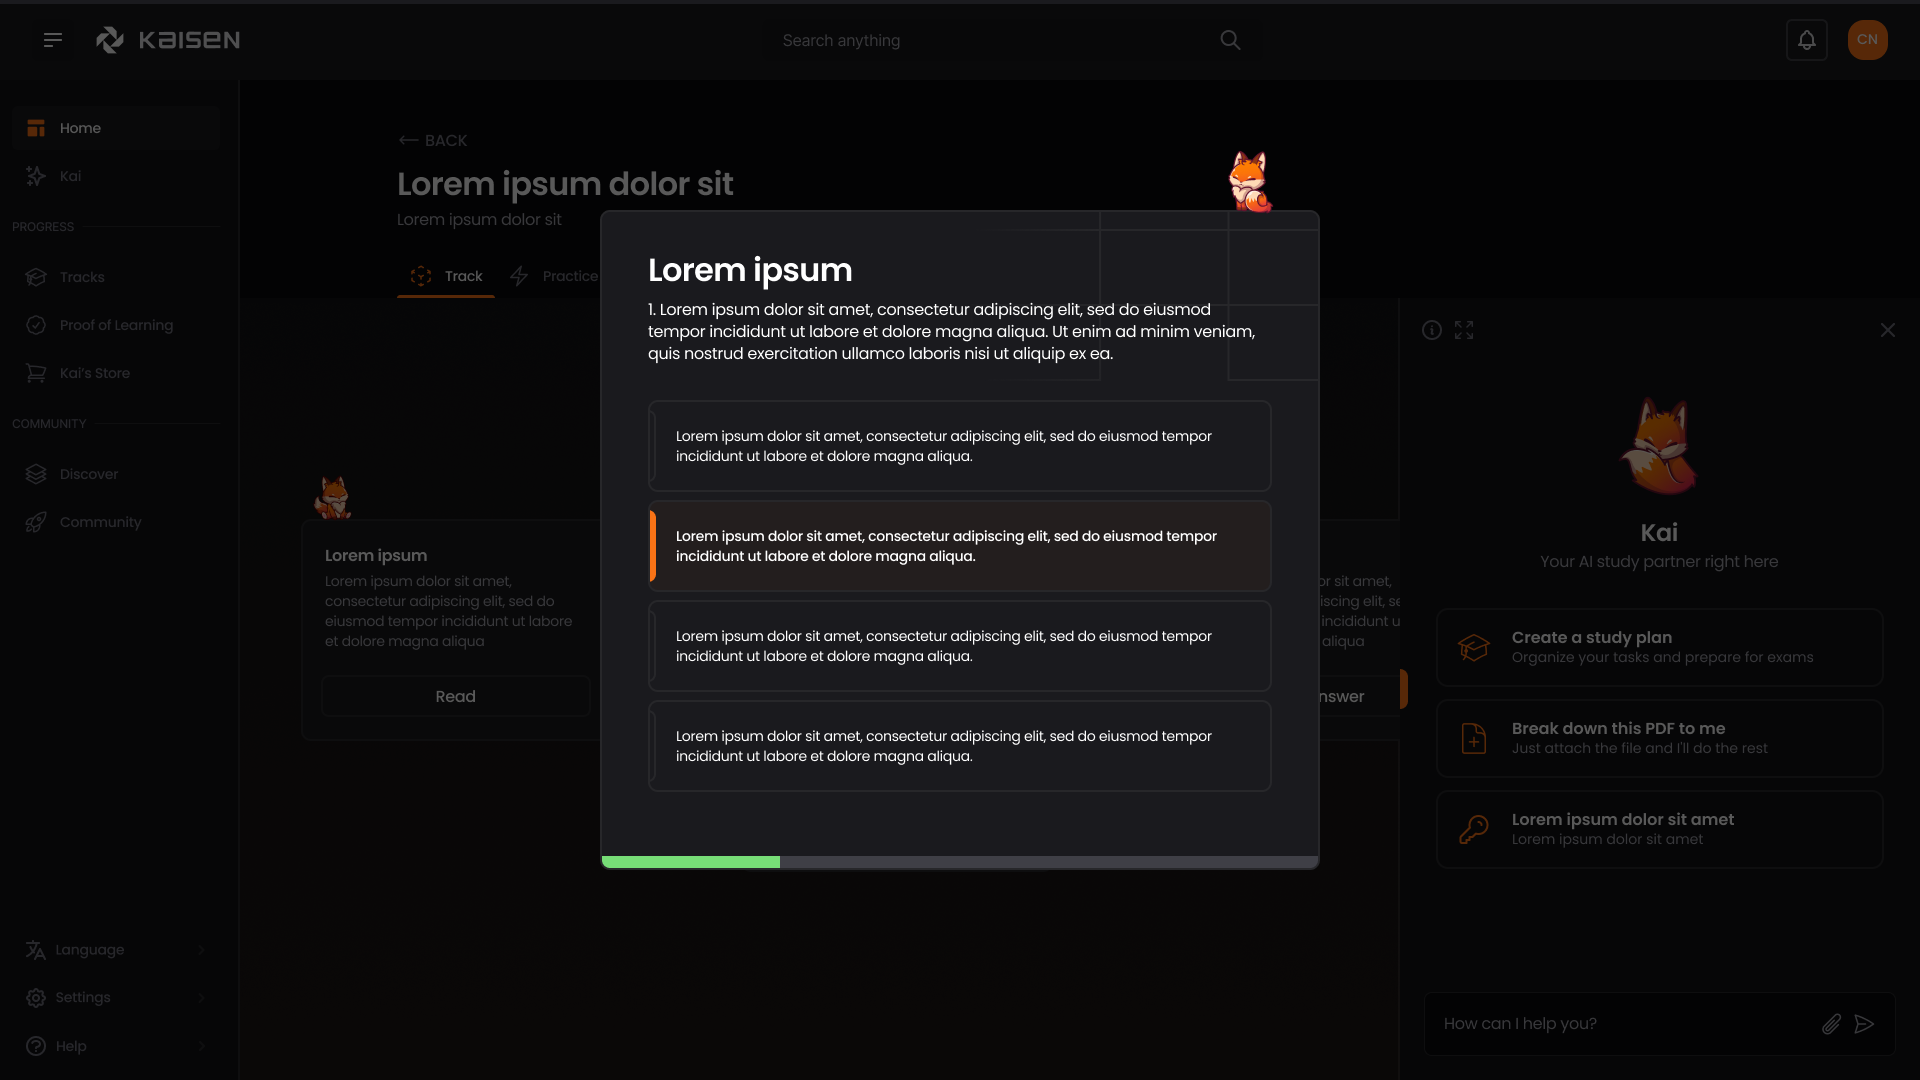 KAISEN
Search anything
CN
Home
Kai
PROGRESS
Tracks
Proof of Learning
Kai's Store
COMMUNITY
Discover
Community
Language
Settings
Help
BACK
Lorem ipsum dolor sit
Lorem ipsum dolor sit
Track
Practice
Lorem ipsum
Lorem ipsum dolor sit amet,
consectetur adipiscing elit, sed do
eiusmod tempor incididunt ut labore
et dolore magna aliqua
Read
Lorem ipsum
1. Lorem ipsum dolor sit amet, consectetur adipiscing elit, sed do eiusmod
tempor incididunt ut labore et dolore magna aliqua. Ut enim ad minim veniam,
quis nostrud exercitation ullamco laboris nisi ut aliquip ex ea.
Lorem ipsum dolor sit amet, consectetur adipiscing elit, sed do eiusmod tempor
incididunt ut labore et dolore magna aliqua.
Lorem ipsum dolor sit amet, consectetur adipiscing elit, sed do eiusmod tempor
incididunt ut labore et dolore magna aliqua.
Lorem ipsum dolor sit amet, consectetur adipiscing elit, sed do eiusmod tempor
incididunt ut labore et dolore magna aliqua.
Lorem ipsum dolor sit amet, consectetur adipiscing elit, sed do eiusmod tempor
incididunt ut labore et dolore magna aliqua.
or sit amet,
iscing elit, se
incididunt u
aliqua
nswer
Kai
Your AI study partner right here
Create a study plan
Organize your tasks and prepare for exams
Break down this PDF to me
Just attach the file and I'll do the rest
Lorem ipsum dolor sit amet
Lorem ipsum dolor sit amet
How can I help you?